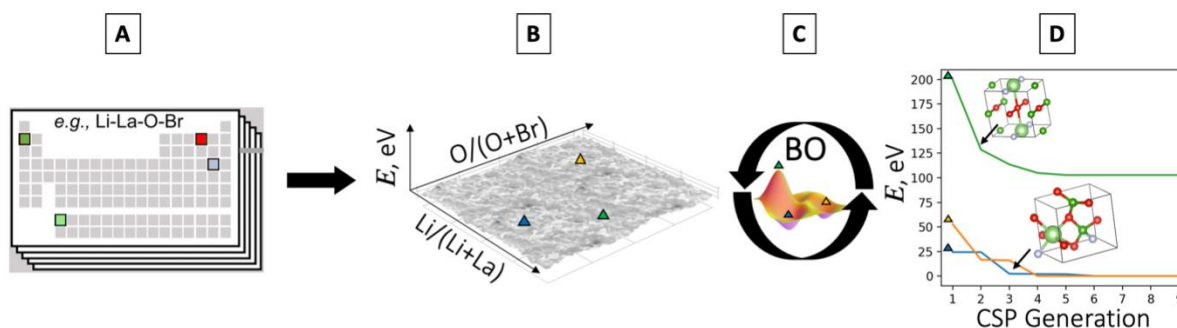 A
B
C
D
e.g., Li-La-O-Br
E, eV
O/(O+Br)
Li/(Li+La)
BO
E, eV
200
175
150
125
100
75
50
25
0
1 2 3 4 5 6 7 8 9
CSP Generation